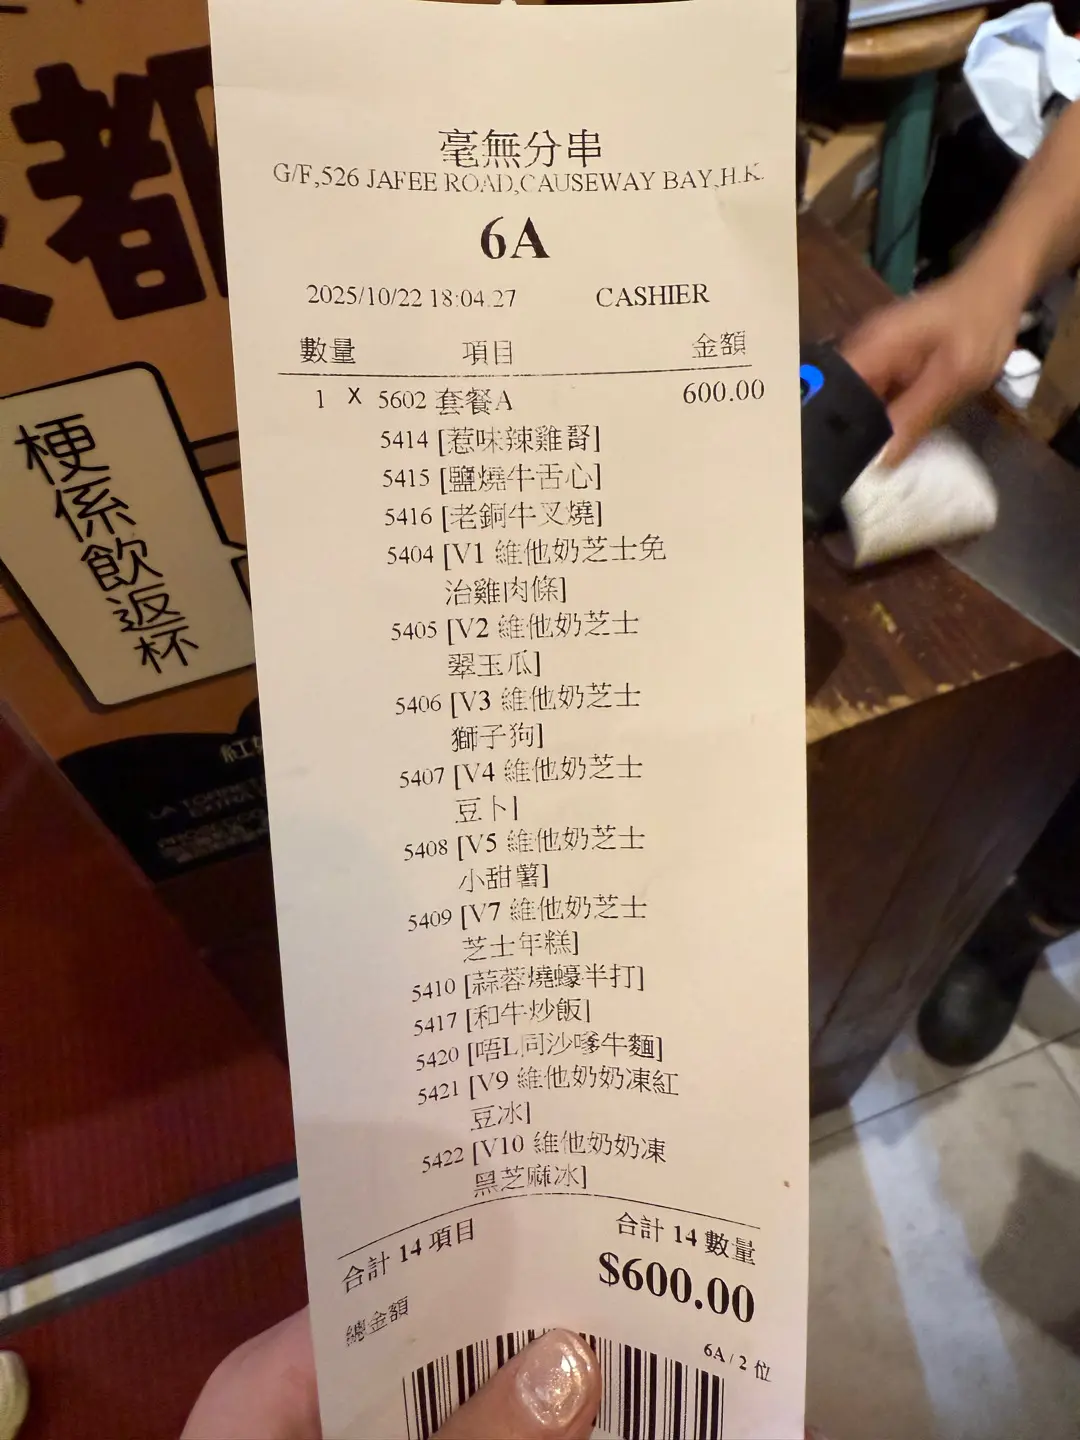 都
梗係飲返杯
毫無分串
G/F,526 JAFEE ROAD,CAUSEWAY BAY,H.K.
6A
2025/10/22 18:04:27 CASHIER
數量 項目 金額
1 X 5602 套餐A 600.00
5414 [惹味辣雞腎]
5415 [鹽燒牛舌心]
5416 [老銅牛叉燒]
5404 [V1 維他奶芝士免
治雞肉條]
5405 [V2 維他奶芝士
翠玉瓜]
5406 [V3 維他奶芝士
獅子狗]
5407 [V4 維他奶芝士
豆卜]
5408 [V5 維他奶芝士
小甜薯]
5409 [V7 維他奶芝士
芝士年糕]
5410 [蒜蓉燒蠔半打]
5417 [和牛炒飯]
5420 [唔L同沙嗲牛麵]
5421 [V9 維他奶奶凍紅
豆冰]
5422 [V10 維他奶奶凍
黑芝麻冰]
合計 14 項目 合計 14 數量
總金額 $600.00
6A / 2 位